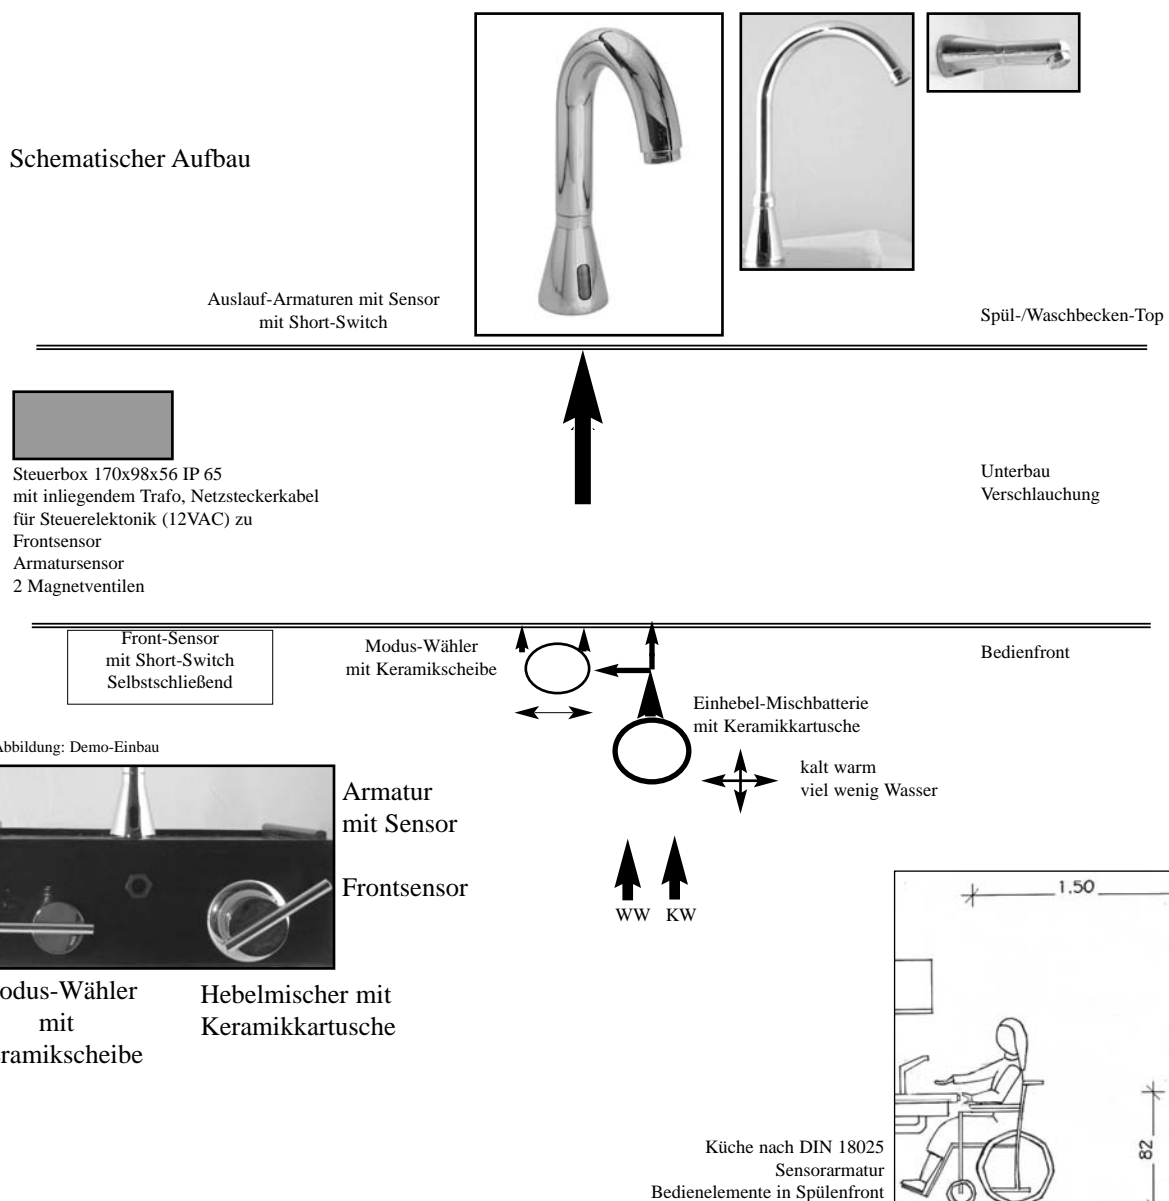 Schematischer Aufbau
Auslauf-Armaturen mit Sensor
mit Short-Switch
Spül-/Waschbecken-Top
Steuerbox 170x98x56 IP 65
mit inliegendem Trafo, Netzsteckerkabel
für Steuerelektonik (12VAC) zu
Frontsensor
Armatursensor
2 Magnetventilen
Unterbau
Verschlauchung
Front-Sensor
mit Short-Switch
Selbstschließend
Modus-Wähler
mit Keramikscheibe
Bedienfront
Einhebel-Mischbatterie
mit Keramikkartusche
kalt warm
viel wenig Wasser
Abbildung: Demo-Einbau
Armatur
mit Sensor
Frontsensor
WW KW
odus-Wähler
mit
ramikscheibe
Hebelmischer mit
Keramikkartusche
1.50
82
Küche nach DIN 18025
Sensorarmatur
Bedienelemente in Spülenfront